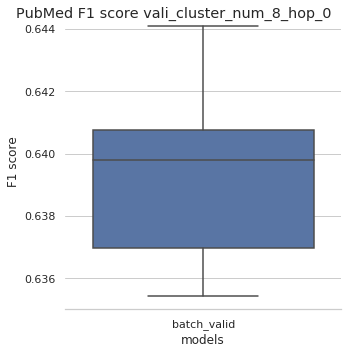 PubMed F1 score vali_cluster_num_8_hop_0
0.644
0.642
0.640
0.638
0.636
F1 score
batch_valid
models